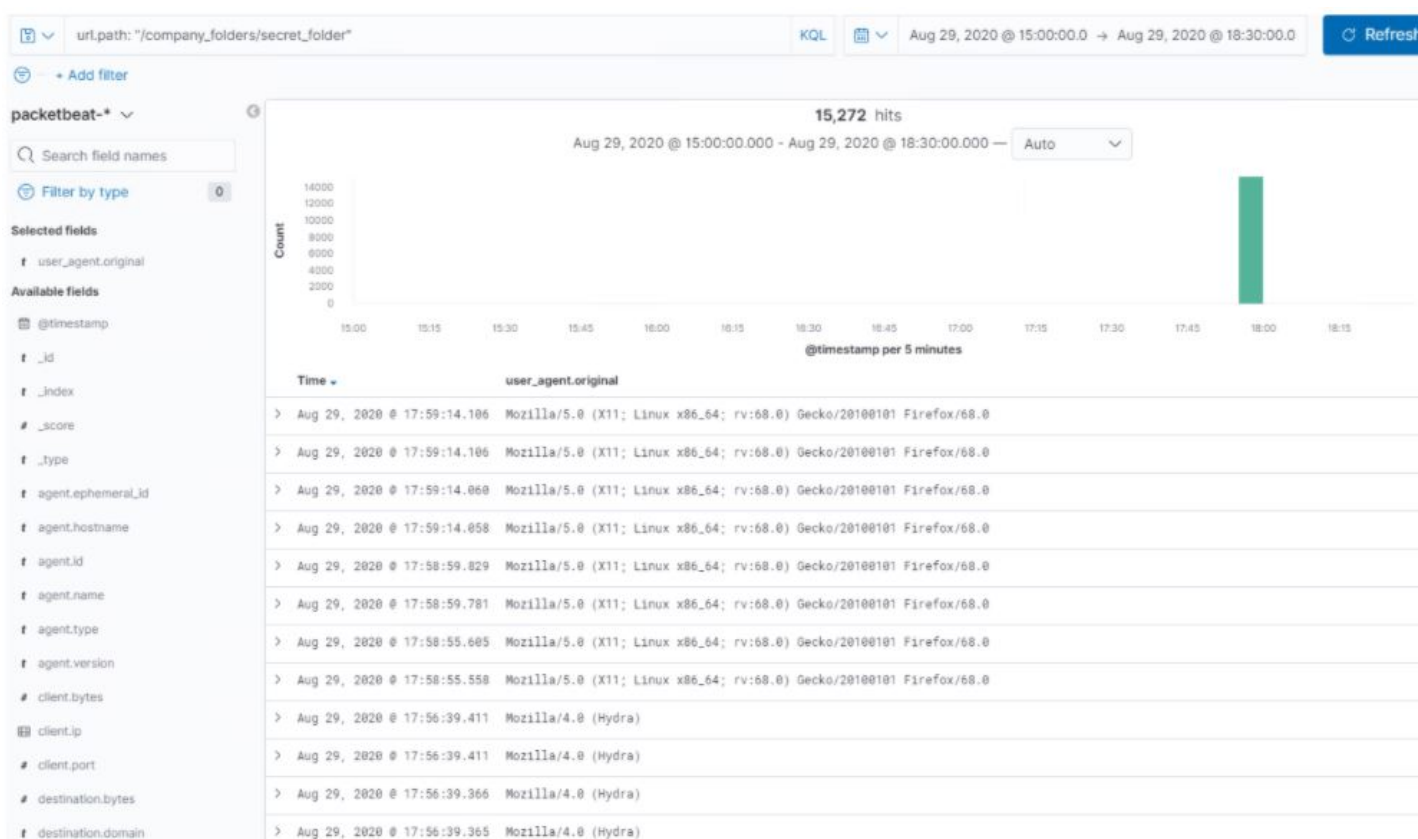 url.path: "/company_folders/secret_folder" KQL Aug 29, 2020 @ 15:00:00.0 → Aug 29, 2020 @ 18:30:00.0 Refresh
+ Add filter
packetbeat-*
Search field names
Filter by type 0
Selected fields
t user_agent.original
Available fields
@timestamp
t _id
t _index
# _score
t _type
t agent.ephemeral_id
t agent.hostname
t agent.id
t agent.name
t agent.type
t agent.version
# client.bytes
client.ip
# client.port
# destination.bytes
t destination.domain
15,272 hits
Aug 29, 2020 @ 15:00:00.000 - Aug 29, 2020 @ 18:30:00.000 — Auto
Count
14000
12000
10000
8000
6000
4000
2000
0
15:00 15:15 15:30 15:45 16:00 16:15 16:30 16:45 17:00 17:15 17:30 17:45 18:00 18:15
@timestamp per 5 minutes
Time user_agent.original
> Aug 29, 2020 @ 17:59:14.106 Mozilla/5.0 (X11; Linux x86_64; rv:68.0) Gecko/20100101 Firefox/68.0
> Aug 29, 2020 @ 17:59:14.106 Mozilla/5.0 (X11; Linux x86_64; rv:68.0) Gecko/20100101 Firefox/68.0
> Aug 29, 2020 @ 17:59:14.060 Mozilla/5.0 (X11; Linux x86_64; rv:68.0) Gecko/20100101 Firefox/68.0
> Aug 29, 2020 @ 17:59:14.058 Mozilla/5.0 (X11; Linux x86_64; rv:68.0) Gecko/20100101 Firefox/68.0
> Aug 29, 2020 @ 17:58:59.829 Mozilla/5.0 (X11; Linux x86_64; rv:68.0) Gecko/20100101 Firefox/68.0
> Aug 29, 2020 @ 17:58:59.781 Mozilla/5.0 (X11; Linux x86_64; rv:68.0) Gecko/20100101 Firefox/68.0
> Aug 29, 2020 @ 17:58:55.605 Mozilla/5.0 (X11; Linux x86_64; rv:68.0) Gecko/20100101 Firefox/68.0
> Aug 29, 2020 @ 17:58:55.558 Mozilla/5.0 (X11; Linux x86_64; rv:68.0) Gecko/20100101 Firefox/68.0
> Aug 29, 2020 @ 17:56:39.411 Mozilla/4.0 (Hydra)
> Aug 29, 2020 @ 17:56:39.411 Mozilla/4.0 (Hydra)
> Aug 29, 2020 @ 17:56:39.366 Mozilla/4.0 (Hydra)
> Aug 29, 2020 @ 17:56:39.365 Mozilla/4.0 (Hydra)